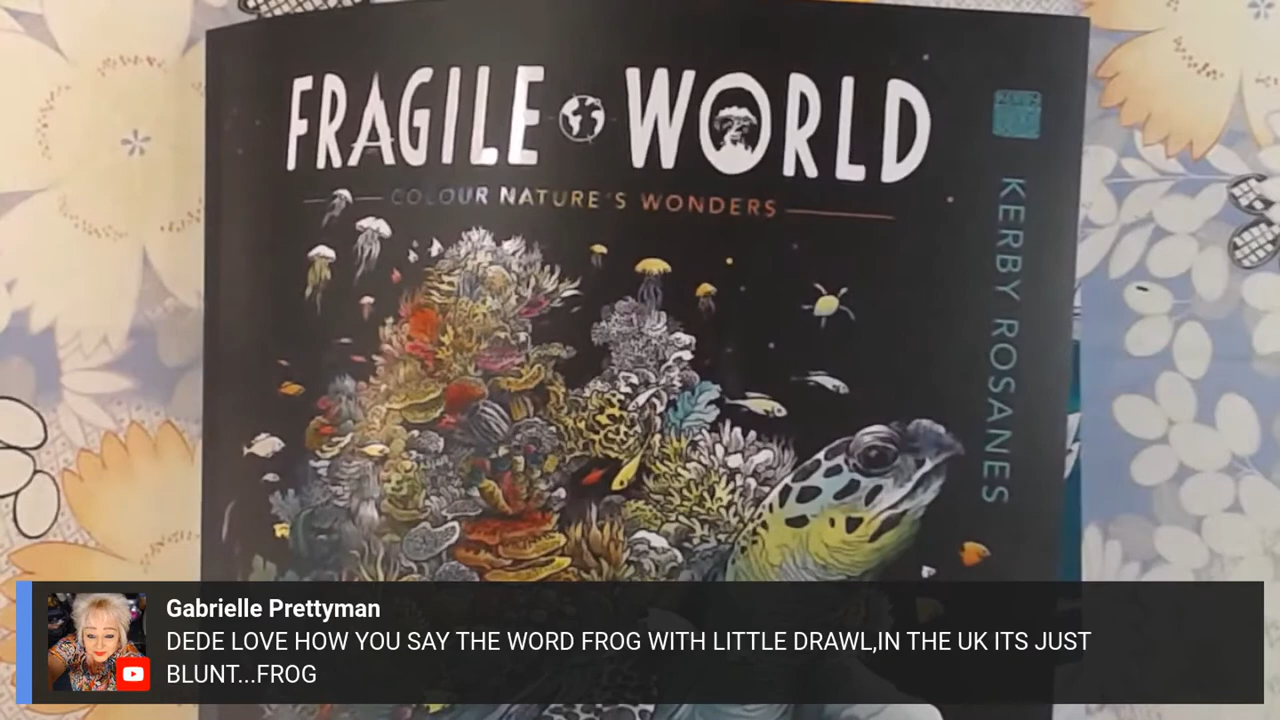 FRAGILE WORLD
COLOUR NATURE'S WONDERS
KERBY ROSANES
Gabrielle Prettyman
DEDE LOVE HOW YOU SAY THE WORD FROG WITH LITTLE DRAWL,IN THE UK ITS JUST
BLUNT...FROG